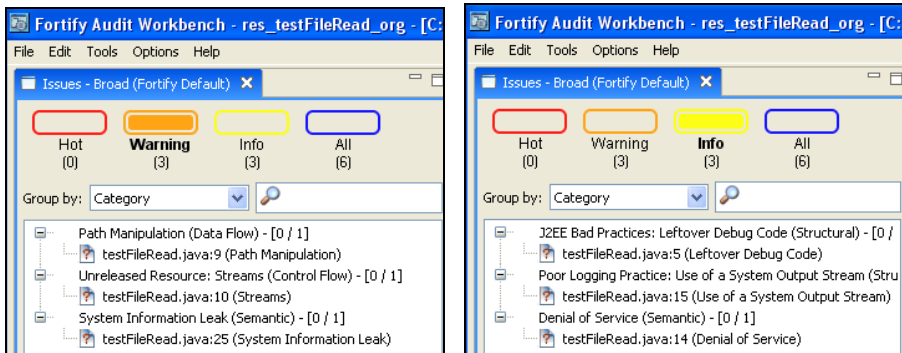 Fortify Audit Workbench - res_testFileRead_org - [C:
File Edit Tools Options Help
Issues - Broad (Fortify Default)
Hot Warning Info All
(0) (3) (3) (6)
Group by: Category
Path Manipulation (Data Flow) - [0 / 1]
testFileRead.java:9 (Path Manipulation)
Unreleased Resource: Streams (Control Flow) - [0 / 1]
testFileRead.java:10 (Streams)
System Information Leak (Semantic) - [0 / 1]
testFileRead.java:25 (System Information Leak)
Fortify Audit Workbench - res_testFileRead_org - [C:
File Edit Tools Options Help
Issues - Broad (Fortify Default)
Hot Warning Info All
(0) (3) (3) (6)
Group by: Category
J2EE Bad Practices: Leftover Debug Code (Structural) - [0 /
testFileRead.java:5 (Leftover Debug Code)
Poor Logging Practice: Use of a System Output Stream (Stru
testFileRead.java:15 (Use of a System Output Stream)
Denial of Service (Semantic) - [0 / 1]
testFileRead.java:14 (Denial of Service)